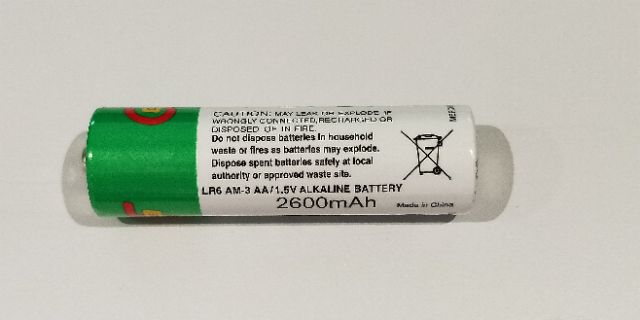 CAUTION: MAY LEAK OR EXPLODE IF
WRONGLY CONNECTED, RECHARGED OR
DISPOSED OF IN FIRE.
Do not dispose batteries in household
waste or fires as batteries may explode.
Dispose spent batteries safely at local
authority or approved waste site.
LR6 AM-3 AA/1.5V ALKALINE BATTERY
2600mAh
Made in China